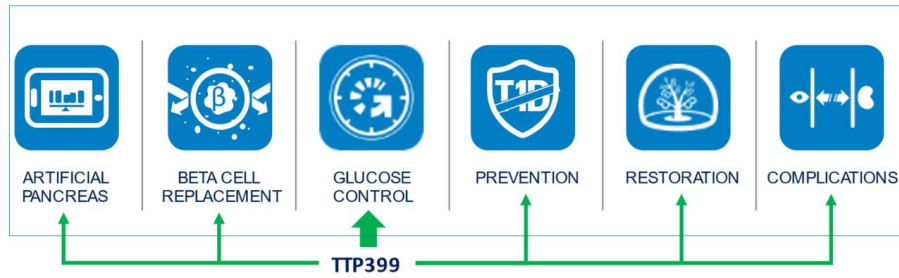 β
T1D
ARTIFICIAL
PANCREAS
BETA CELL
REPLACEMENT
GLUCOSE
CONTROL
PREVENTION
RESTORATION
COMPLICATIONS
TTP399